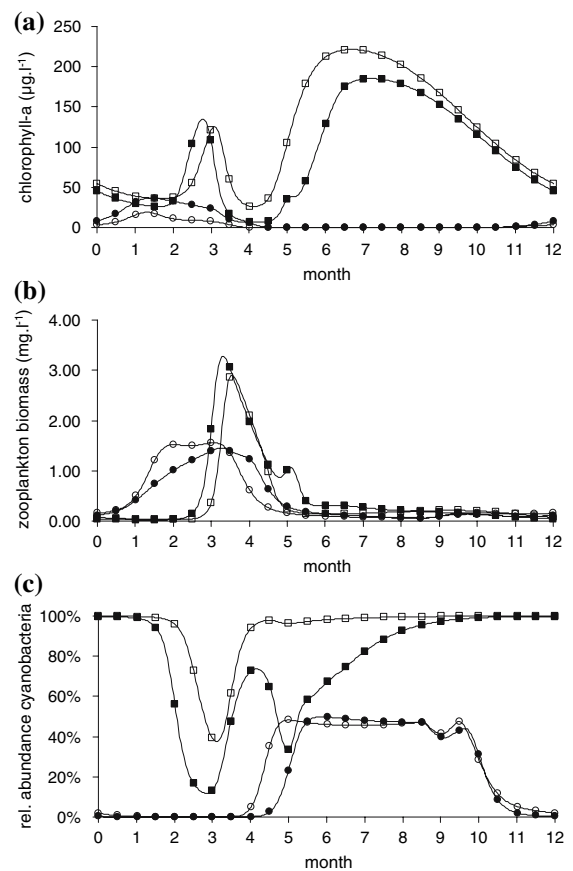 (a)
chlorophyll-a (µg.l-1)
250
200
150
100
50
0
0 1 2 3 4 5 6 7 8 9 10 11 12
month
(b)
zooplankton biomass (mg.l-1)
4.00
3.00
2.00
1.00
0.00
0 1 2 3 4 5 6 7 8 9 10 11 12
month
(c)
rel. abundance cyanobacteria
100%
80%
60%
40%
20%
0%
0 1 2 3 4 5 6 7 8 9 10 11 12
month